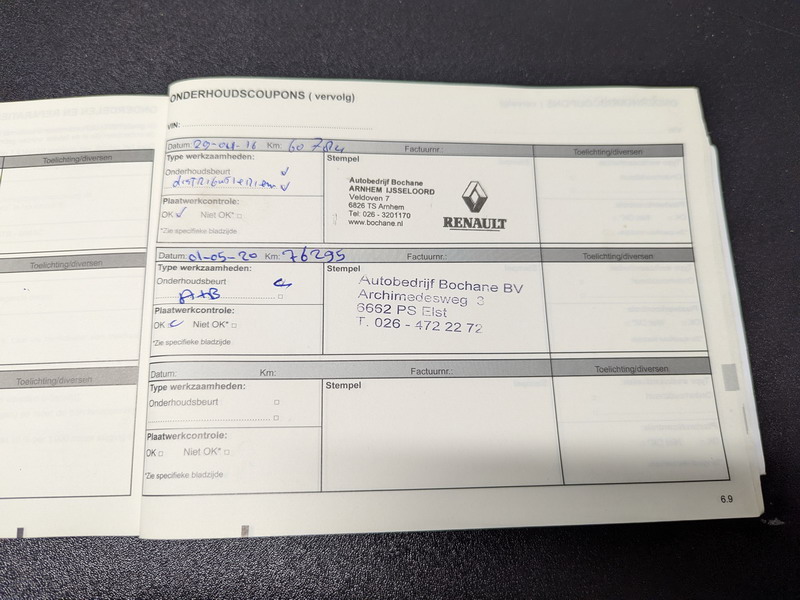 ONDERHOUDSCOUPONS ( vervolg)
VIN:
Toelichting/diversen
Datum: 29-04-16 Km: 60 784 Factuurnr.: Toelichting/diversen
Type werkzaamheden:
Onderhoudsbeurt
DISTRIBUTIERIEM
Plaatwerkcontrole:
OK Niet OK*
*Zie specifieke bladzijde
Stempel
Autobedrijf Bochane
ARNHEM IJSSELOORD
Veldoven 7
6826 TS Arnhem
Tel: 026 - 3201170
www.bochane.nl
RENAULT
Toelichting/diversen
Datum: 01-05-20 Km: 76295 Factuurnr.: Toelichting/diversen
Type werkzaamheden:
Onderhoudsbeurt
A+B
Plaatwerkcontrole:
OK Niet OK*
*Zie specifieke bladzijde
Stempel
Autobedrijf Bochane BV
Archimedesweg 3
6662 PS Elst
T. 026 - 472 22 72
Toelichting/diversen
Datum: Km: Factuurnr.: Toelichting/diversen
Type werkzaamheden:
Onderhoudsbeurt
Plaatwerkcontrole:
OK Niet OK*
*Zie specifieke bladzijde
Stempel
6.9